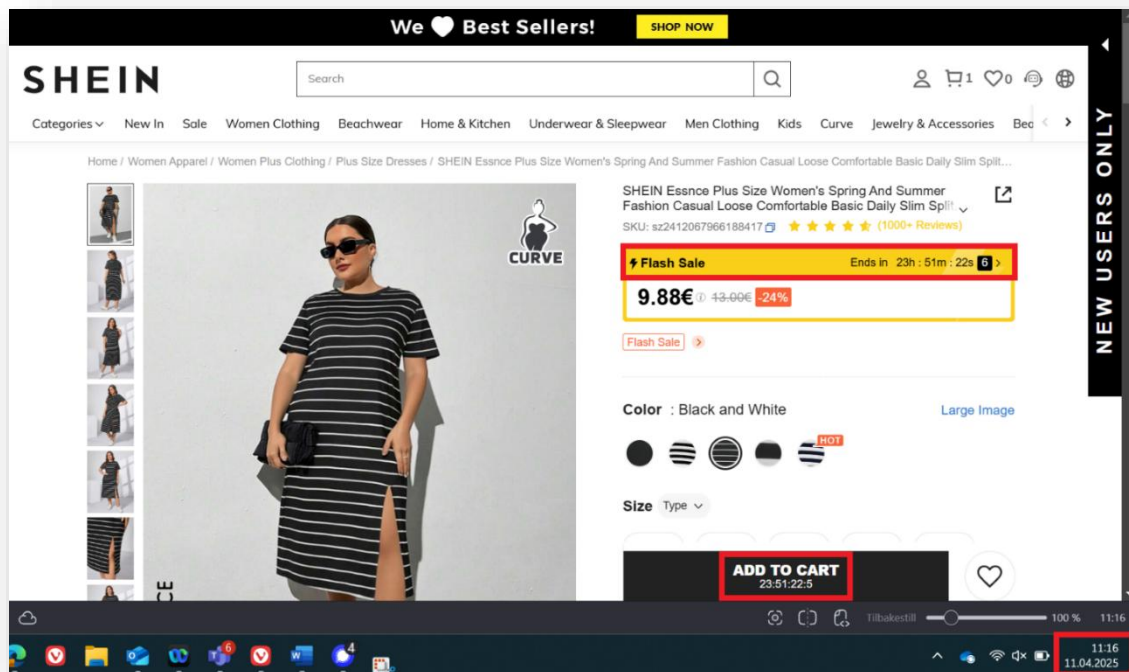 We Best Sellers!
SHOP NOW
SHEIN
Search
1
0
Categories
New In
Sale
Women Clothing
Beachwear
Home & Kitchen
Underwear & Sleepwear
Men Clothing
Kids
Curve
Jewelry & Accessories
NEW USERS ONLY
Home / Women Apparel / Women Plus Clothing / Plus Size Dresses / SHEIN Essnce Plus Size Women's Spring And Summer Fashion Casual Loose Comfortable Basic Daily Slim Split...
CURVE
SHEIN Essnce Plus Size Women's Spring And Summer
Fashion Casual Loose Comfortable Basic Daily Slim Split
SKU: sz2412067966188417
(1000+ Reviews)
Flash Sale
Ends in 23h : 51m : 22s 6
9.88€ 13.00€ -24%
Flash Sale
Color : Black and White
Large Image
HOT
Size Type
ADD TO CART
23:51:22:5
Tilbakestill
100 %
11:16
6
4
11:16
11.04.2025